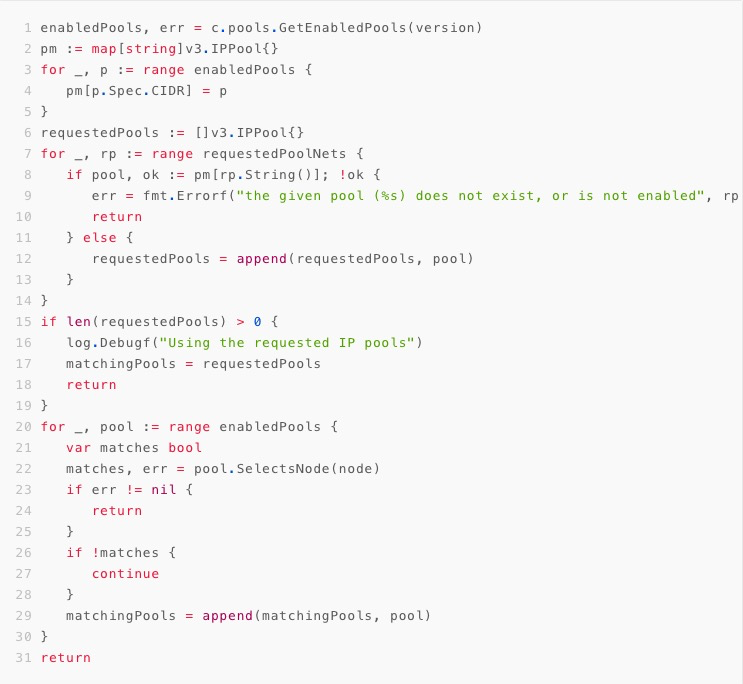 1 enabledPools, err = c.pools.GetEnabledPools(version)
2 pm := map[string]v3.IPPool{}
3 for _, p := range enabledPools {
4    pm[p.Spec.CIDR] = p
5 }
6 requestedPools := []v3.IPPool{}
7 for _, rp := range requestedPoolNets {
8    if pool, ok := pm[rp.String()]; !ok {
9       err = fmt.Errorf("the given pool (%s) does not exist, or is not enabled", rp
10       return
11    } else {
12       requestedPools = append(requestedPools, pool)
13    }
14 }
15 if len(requestedPools) > 0 {
16    log.Debugf("Using the requested IP pools")
17    matchingPools = requestedPools
18    return
19 }
20 for _, pool := range enabledPools {
21    var matches bool
22    matches, err = pool.SelectsNode(node)
23    if err != nil {
24       return
25    }
26    if !matches {
27       continue
28    }
29    matchingPools = append(matchingPools, pool)
30 }
31 return